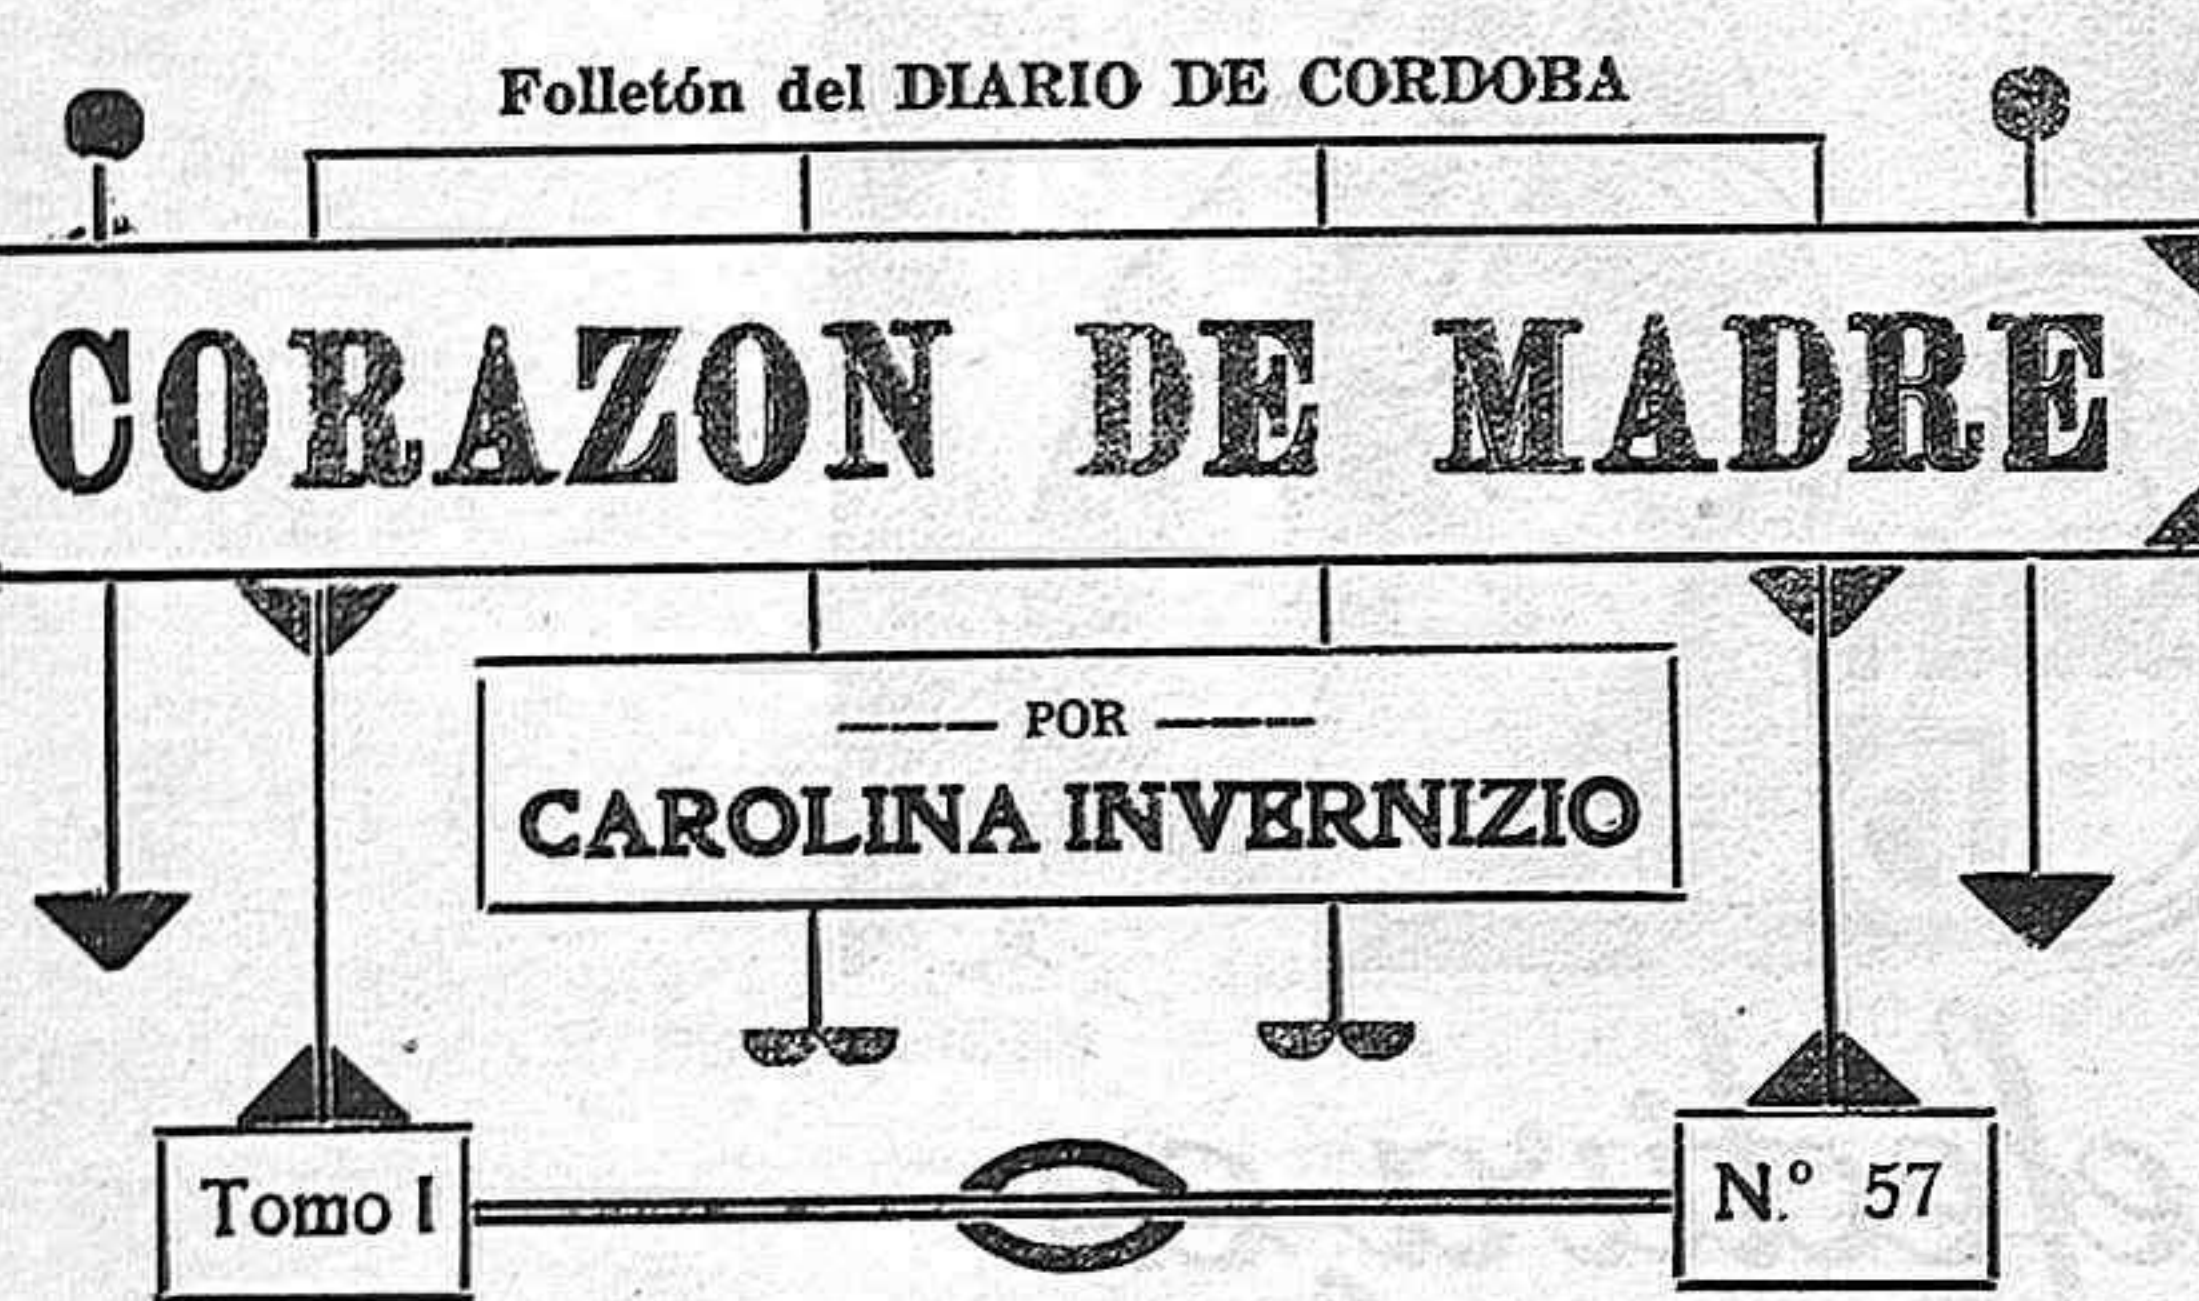 Folletón del DIARIO DE CORDOBA
CORAZON DE MADRE
POR
CAROLINA INVERNIZIO
Tomo I
N.º 57